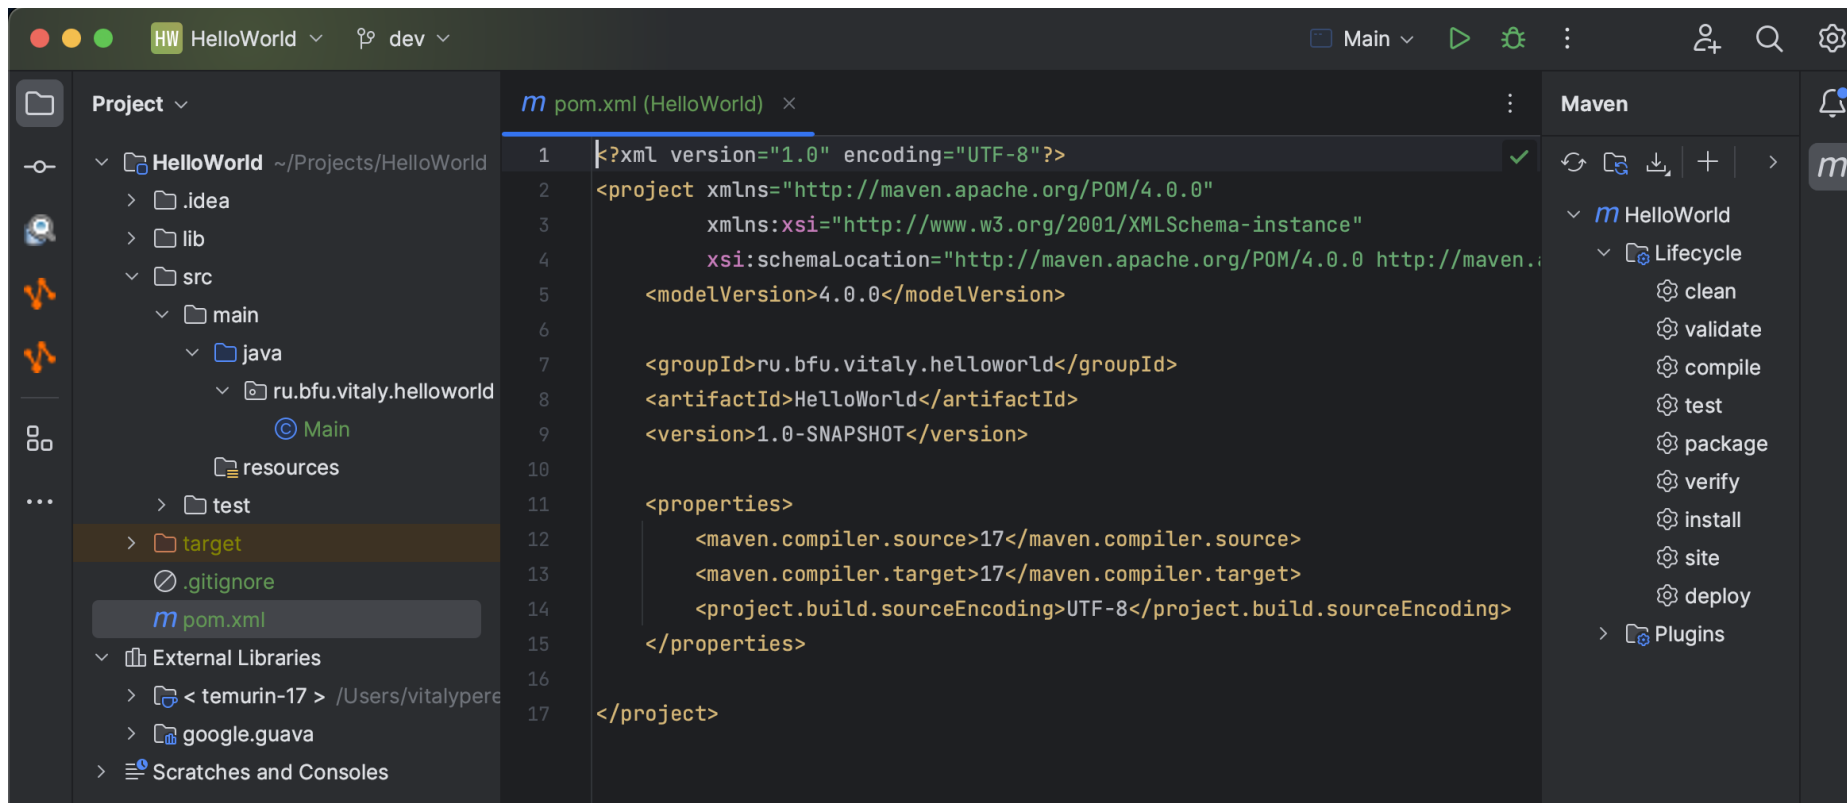 HW HelloWorld dev Main
Project
HelloWorld ~/Projects/HelloWorld
.idea
lib
src
main
java
ru.bfu.vitaly.helloworld
Main
resources
test
target
.gitignore
pom.xml
External Libraries
< temurin-17 > /Users/vitalypere
google.guava
Scratches and Consoles
pom.xml (HelloWorld)
1 <?xml version="1.0" encoding="UTF-8"?>
2 <project xmlns="http://maven.apache.org/POM/4.0.0"
3 xmlns:xsi="http://www.w3.org/2001/XMLSchema-instance"
4 xsi:schemaLocation="http://maven.apache.org/POM/4.0.0 http://maven.
5 <modelVersion>4.0.0</modelVersion>
6
7 <groupId>ru.bfu.vitaly.helloworld</groupId>
8 <artifactId>HelloWorld</artifactId>
9 <version>1.0-SNAPSHOT</version>
10
11 <properties>
12 <maven.compiler.source>17</maven.compiler.source>
13 <maven.compiler.target>17</maven.compiler.target>
14 <project.build.sourceEncoding>UTF-8</project.build.sourceEncoding>
15 </properties>
16
17 </project>
Maven
HelloWorld
Lifecycle
clean
validate
compile
test
package
verify
install
site
deploy
Plugins